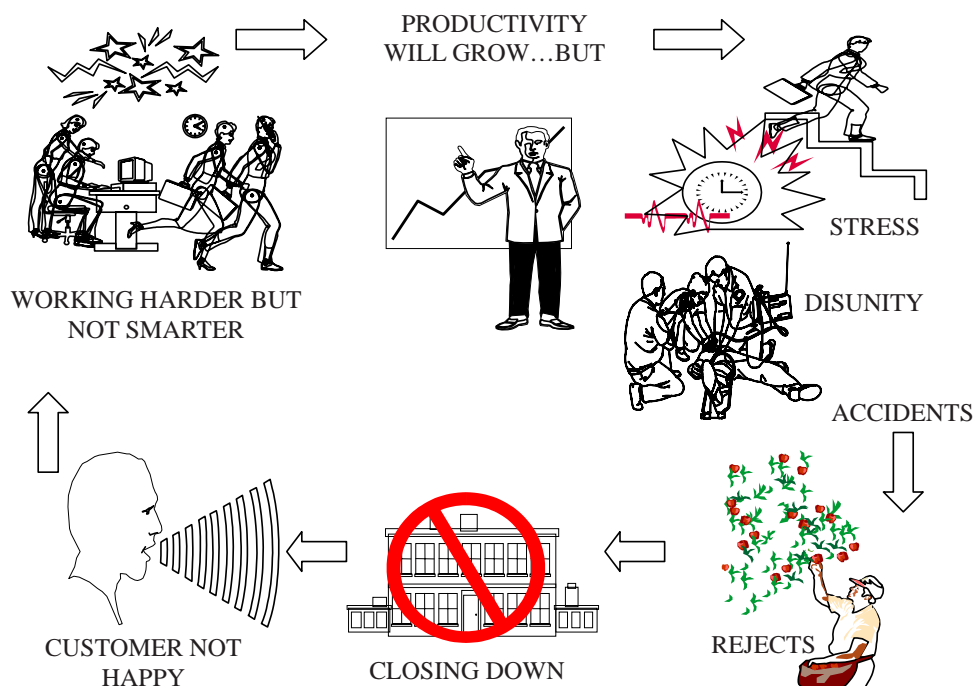 PRODUCTIVITY
WILL GROW…BUT
STRESS
WORKING HARDER BUT
NOT SMARTER
DISUNITY
ACCIDENTS
REJECTS
CLOSING DOWN
CUSTOMER NOT
HAPPY